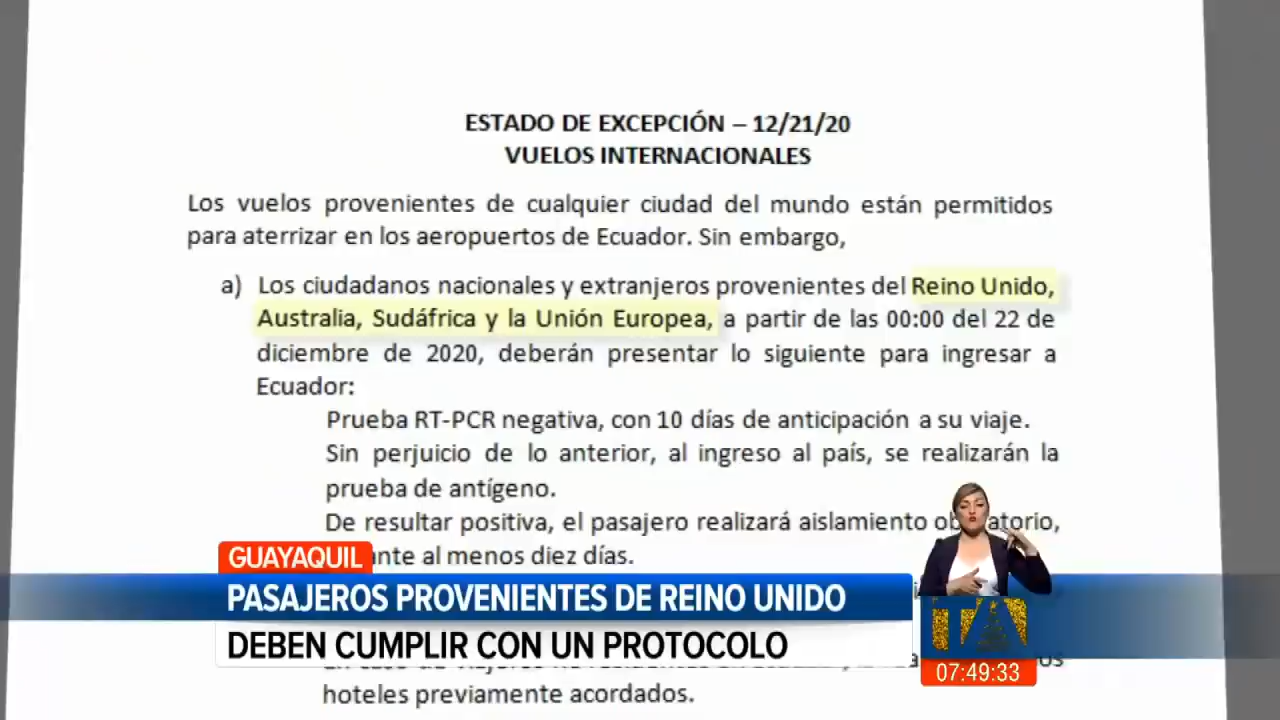 ESTADO DE EXCEPCIÓN – 12/21/20
VUELOS INTERNACIONALES
Los vuelos provenientes de cualquier ciudad del mundo están permitidos
para aterrizar en los aeropuertos de Ecuador. Sin embargo,
a) Los ciudadanos nacionales y extranjeros provenientes del Reino Unido,
Australia, Sudáfrica y la Unión Europea, a partir de las 00:00 del 22 de
diciembre de 2020, deberán presentar lo siguiente para ingresar a
Ecuador:
Prueba RT-PCR negativa, con 10 días de anticipación a su viaje.
Sin perjuicio de lo anterior, al ingreso al país, se realizarán la
prueba de antígeno.
De resultar positiva, el pasajero realizará aislamiento
al menos diez días.
GUAYAQUIL
PASAJEROS PROVENIENTES DE REINO UNIDO
DEBEN CUMPLIR CON UN PROTOCOLO
07:49:33
hoteles previamente acordados.